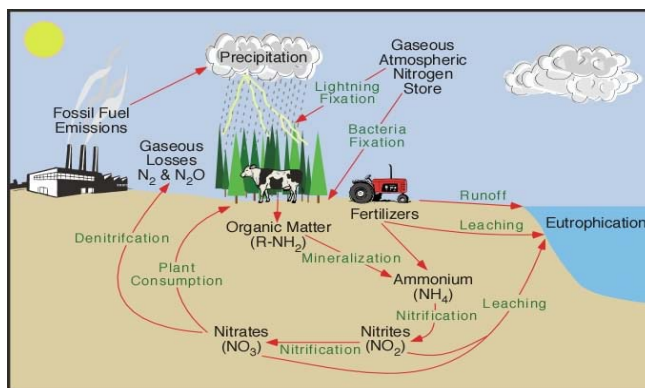 Precipitation
Gaseous
Atmospheric
Nitrogen
Store
Lightning
Fixation
Fossil Fuel
Emissions
Bacteria
Fixation
Gaseous
Losses
N₂ & N₂O
Runoff
Fertilizers
Leaching
Eutrophication
Organic Matter
(R-NH₂)
Denitrifcation
Mineralization
Plant
Consumption
Ammonium
(NH₄)
Leaching
Nitrification
Nitrates
(NO₃)
Nitrification
Nitrites
(NO₂)